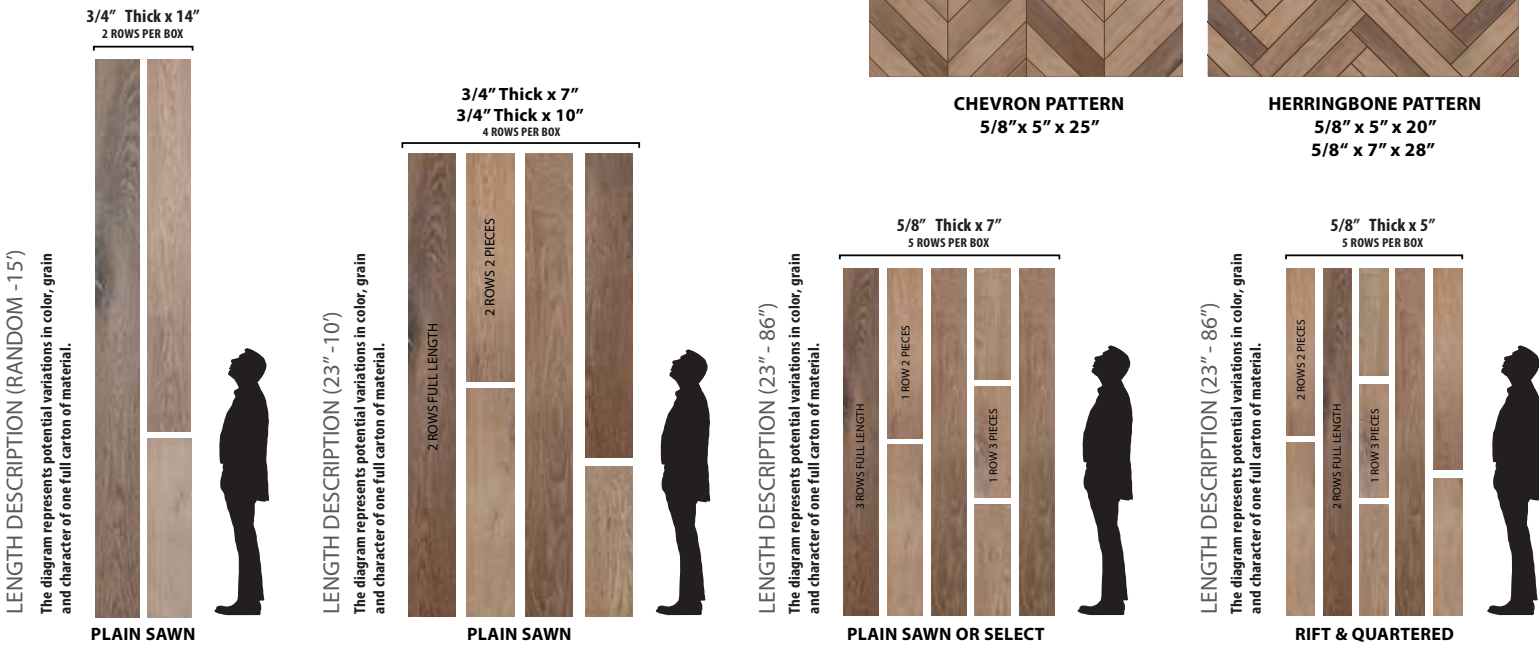 3/4” Thick x 14”
2 ROWS PER BOX
LENGTH DESCRIPTION (RANDOM -15’)
The diagram represents potential variations in color, grain
and character of one full carton of material.
PLAIN SAWN
3/4” Thick x 7”
3/4” Thick x 10”
4 ROWS PER BOX
LENGTH DESCRIPTION (23” -10’)
The diagram represents potential variations in color, grain
and character of one full carton of material.
2 ROWS FULL LENGTH
2 ROWS 2 PIECES
PLAIN SAWN
CHEVRON PATTERN
5/8”x 5” x 25”
HERRINGBONE PATTERN
5/8” x 5” x 20”
5/8“ x 7” x 28”
5/8” Thick x 7”
5 ROWS PER BOX
LENGTH DESCRIPTION (23” - 86”)
The diagram represents potential variations in color, grain
and character of one full carton of material.
3 ROWS FULL LENGTH
1 ROW 2 PIECES
1 ROW 3 PIECES
PLAIN SAWN OR SELECT
5/8” Thick x 5”
5 ROWS PER BOX
LENGTH DESCRIPTION (23” - 86”)
The diagram represents potential variations in color, grain
and character of one full carton of material.
2 ROWS 2 PIECES
2 ROWS FULL LENGTH
1 ROW 3 PIECES
RIFT & QUARTERED